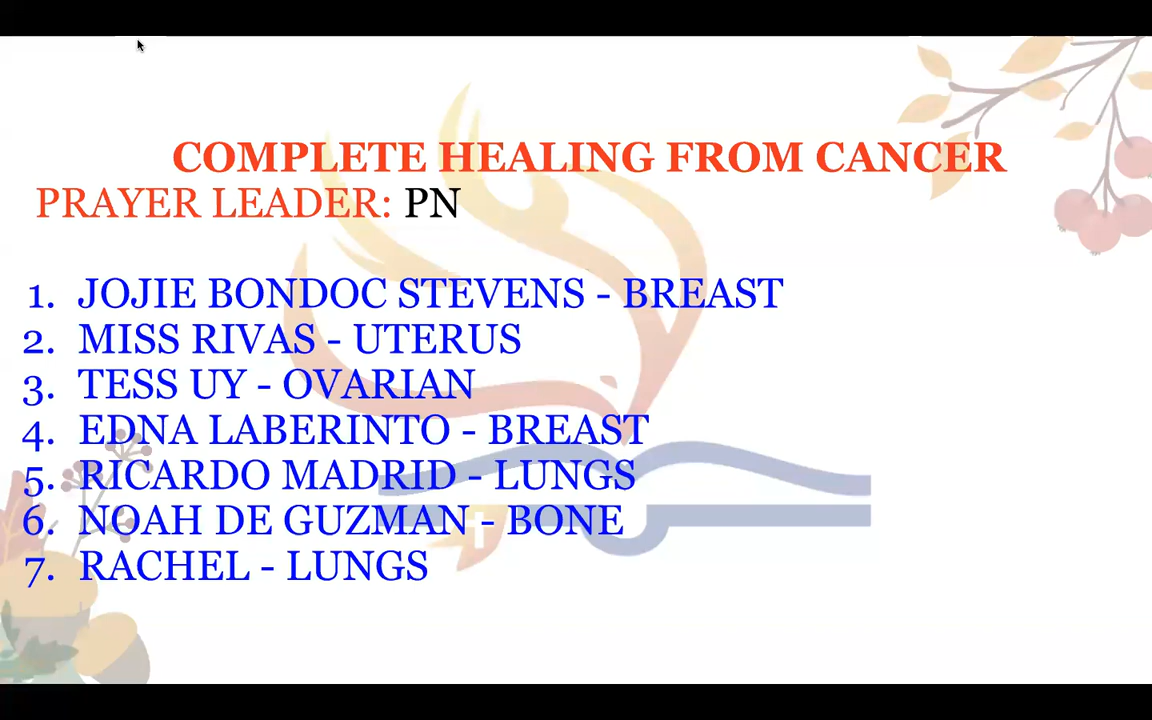 COMPLETE HEALING FROM CANCER
PRAYER LEADER: PN
1. JOJIE BONDOC STEVENS - BREAST
2. MISS RIVAS - UTERUS
3. TESS UY - OVARIAN
4. EDNA LABERINTO - BREAST
5. RICARDO MADRID - LUNGS
6. NOAH DE GUZMAN - BONE
7. RACHEL - LUNGS